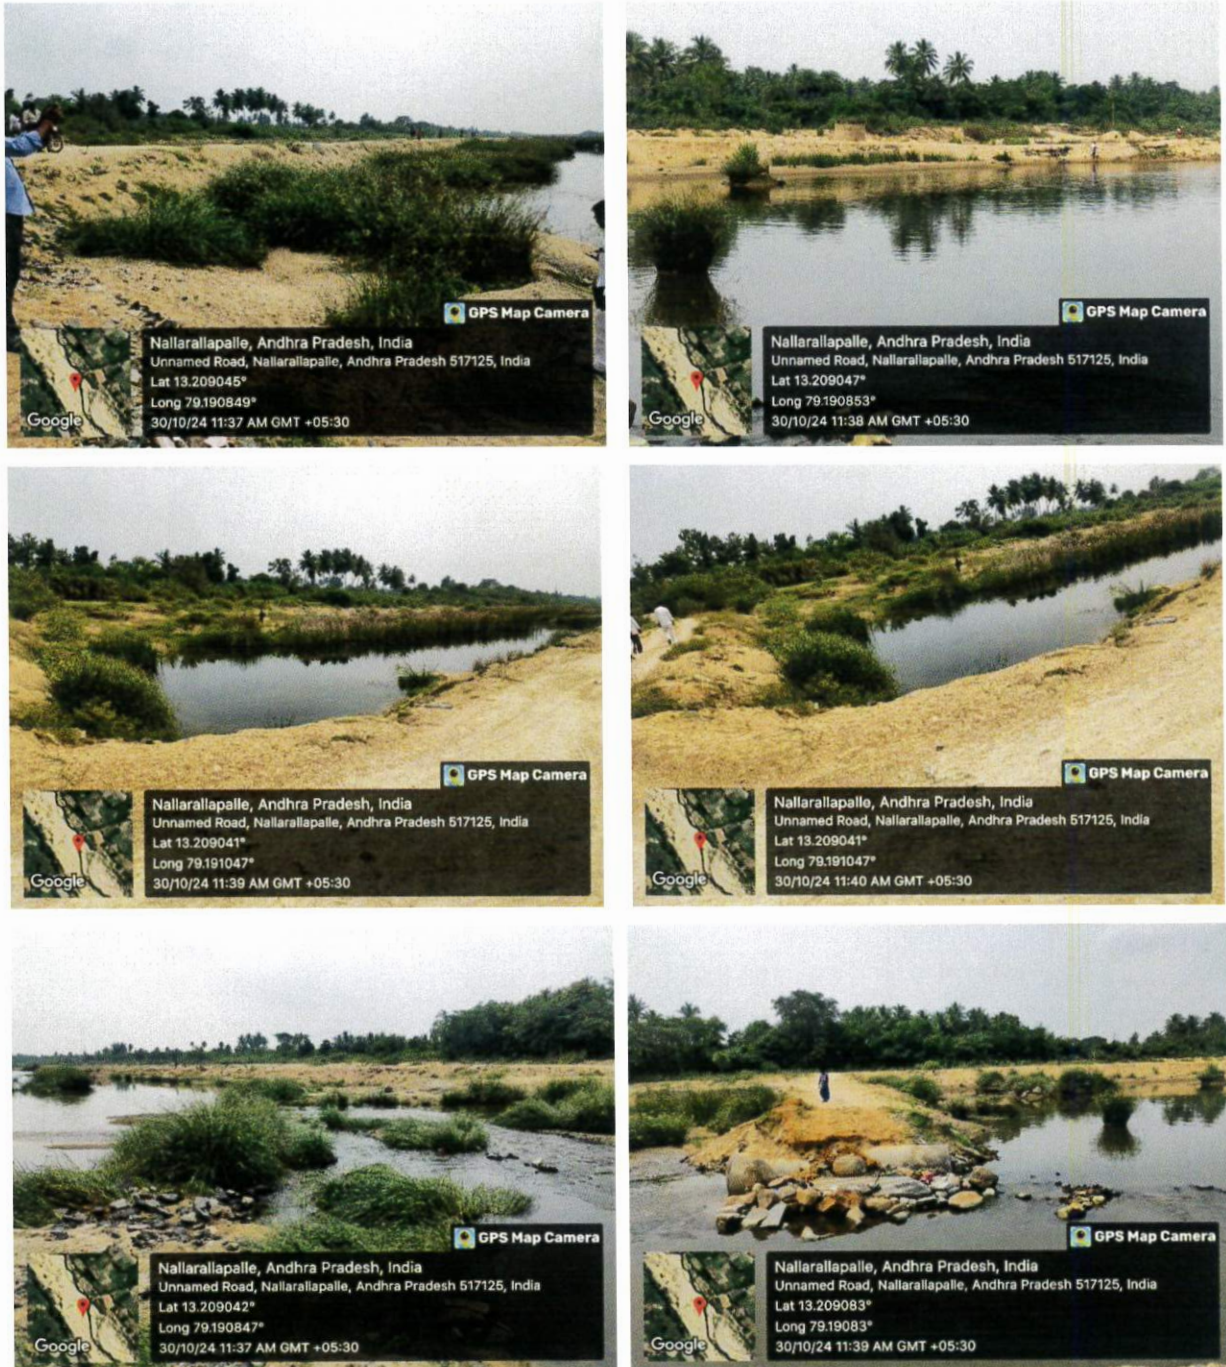 GPS Map Camera
Nallarallapalle, Andhra Pradesh, India
Unnamed Road, Nallarallapalle, Andhra Pradesh 517125, India
Lat 13.209045°
Long 79.190849°
30/10/24 11:37 AM GMT +05:30
Google
GPS Map Camera
Nallarallapalle, Andhra Pradesh, India
Unnamed Road, Nallarallapalle, Andhra Pradesh 517125, India
Lat 13.209047°
Long 79.190853°
30/10/24 11:38 AM GMT +05:30
Google
GPS Map Camera
Nallarallapalle, Andhra Pradesh, India
Unnamed Road, Nallarallapalle, Andhra Pradesh 517125, India
Lat 13.209041°
Long 79.191047°
30/10/24 11:39 AM GMT +05:30
Google
GPS Map Camera
Nallarallapalle, Andhra Pradesh, India
Unnamed Road, Nallarallapalle, Andhra Pradesh 517125, India
Lat 13.209041°
Long 79.191047°
30/10/24 11:40 AM GMT +05:30
Google
GPS Map Camera
Nallarallapalle, Andhra Pradesh, India
Unnamed Road, Nallarallapalle, Andhra Pradesh 517125, India
Lat 13.209042°
Long 79.190847°
30/10/24 11:37 AM GMT +05:30
Google
GPS Map Camera
Nallarallapalle, Andhra Pradesh, India
Unnamed Road, Nallarallapalle, Andhra Pradesh 517125, India
Lat 13.209083°
Long 79.19083°
30/10/24 11:39 AM GMT +05:30
Google